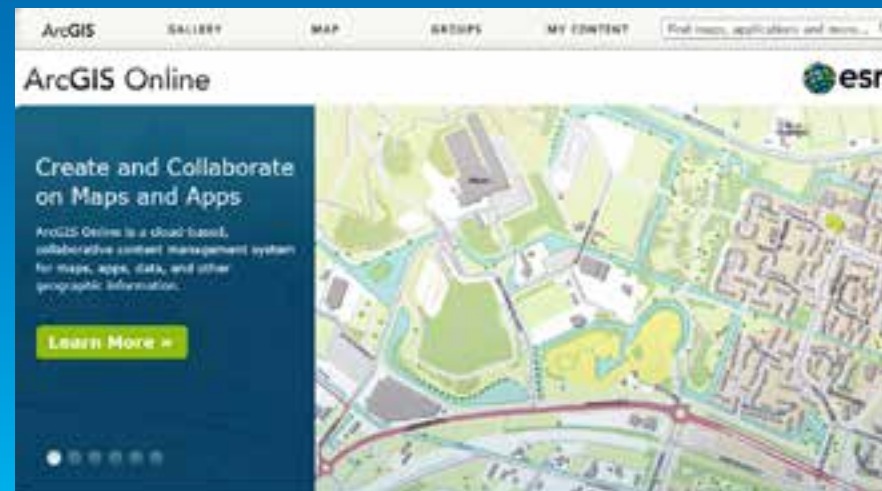 ArcGIS GALLERY MAP GROUPS MY CONTENT Find maps, applications and more...
ArcGIS Online
esr
Create and Collaborate
on Maps and Apps
ArcGIS Online is a cloud-based,
collaborative content management system
for maps, apps, data, and other
geographic information.
Learn More »